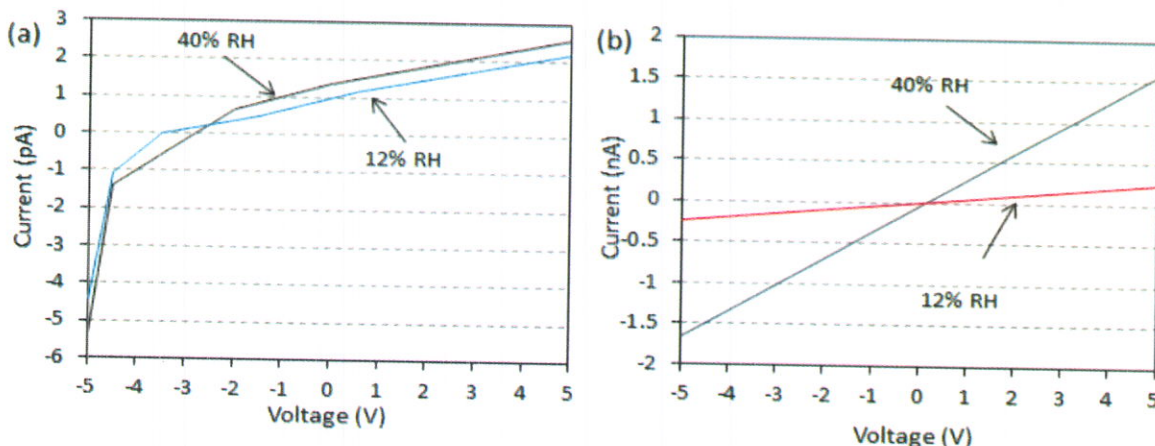 (a)
3
2
1
0
-1
-2
-3
-4
-5
-6
Current (pA)
40% RH
12% RH
-5 -4 -3 -2 -1 0 1 2 3 4 5
Voltage (V)
(b)
2
1.5
1
0.5
0
-0.5
-1
-1.5
-2
Current (nA)
40% RH
12% RH
-5 -4 -3 -2 -1 0 1 2 3 4 5
Voltage (V)